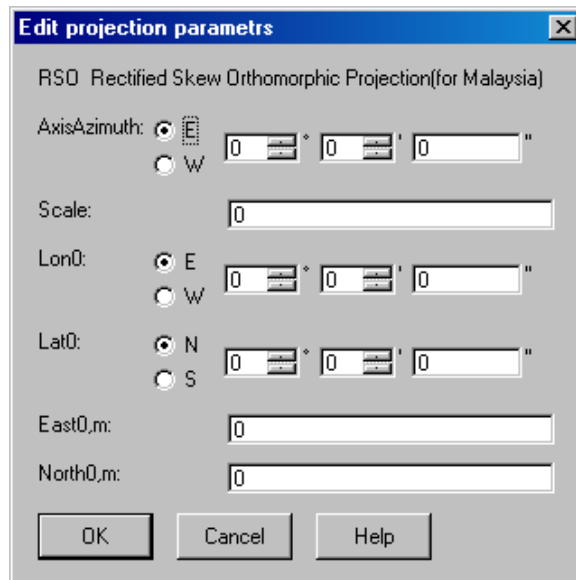 Edit projection parametrs
RSO Rectified Skew Orthomorphic Projection(for Malaysia)
AxisAzimuth: E 0 ° 0 ' 0 "
W
Scale: 0
Lon0: E 0 ° 0 ' 0 "
W
Lat0: N 0 ° 0 ' 0 "
S
East0,m: 0
North0,m: 0
OK Cancel Help